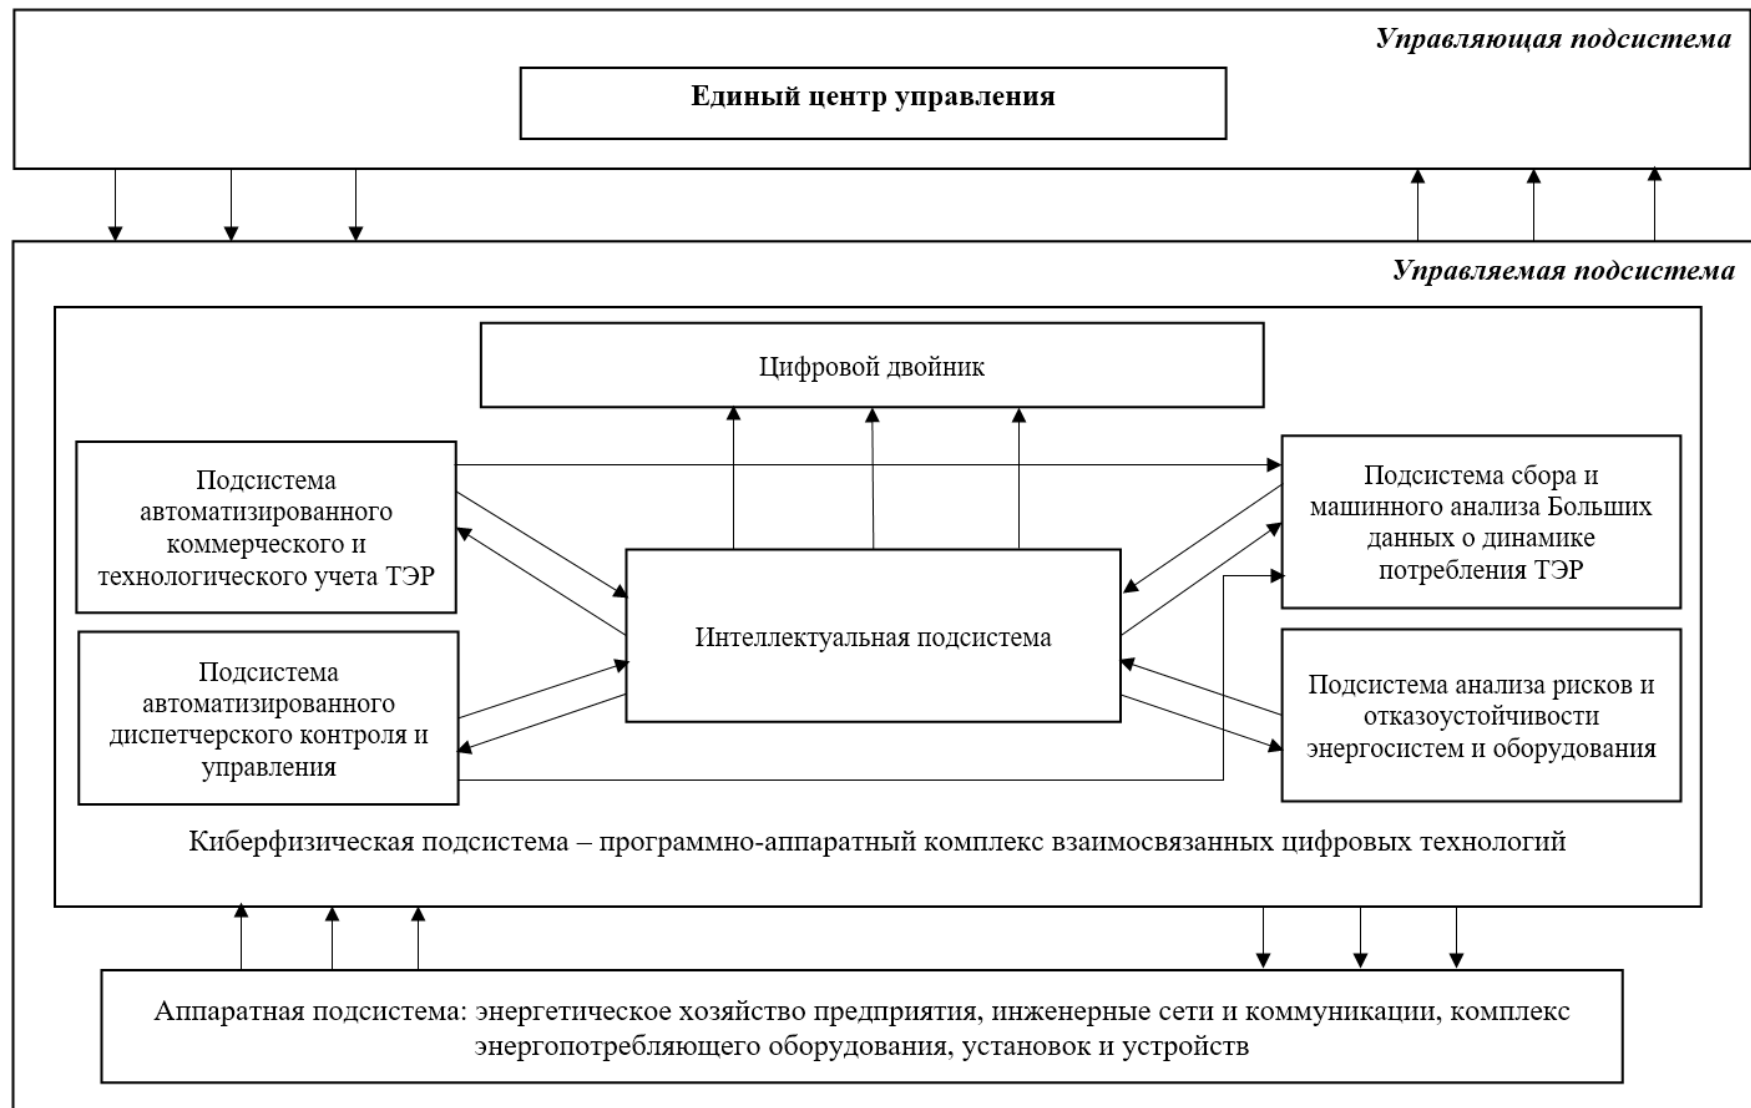 Управляющая подсистема
Единый центр управления
Управляемая подсистема
Цифровой двойник
Подсистема
автоматизированного
коммерческого и
технологического учета ТЭР
Подсистема сбора и
машинного анализа Больших
данных о динамике
потребления ТЭР
Интеллектуальная подсистема
Подсистема
автоматизированного
диспетчерского контроля и
управления
Подсистема анализа рисков и
отказоустойчивости
энергосистем и оборудования
Киберфизическая подсистема – программно-аппаратный комплекс взаимосвязанных цифровых технологий
Аппаратная подсистема: энергетическое хозяйство предприятия, инженерные сети и коммуникации, комплекс
энергопотребляющего оборудования, установок и устройств